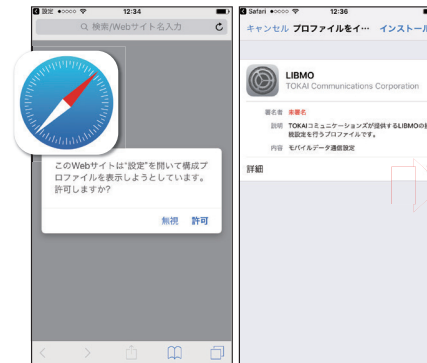 設定
12:34
検索/Webサイト名入力
このWebサイトは"設定"を開いて構成プ
ロファイルを表示しようとしています。
許可しますか?
無視 許可
Safari
12:36
キャンセル プロファイルをイ… インストール
LIBMO
TOKAI Communications Corporation
署名者 未署名
説明 TOKAIコミュニケーションズが提供するLIBMOの接
続設定を行うプロファイルです。
内容 モバイルデータ通信設定
詳細